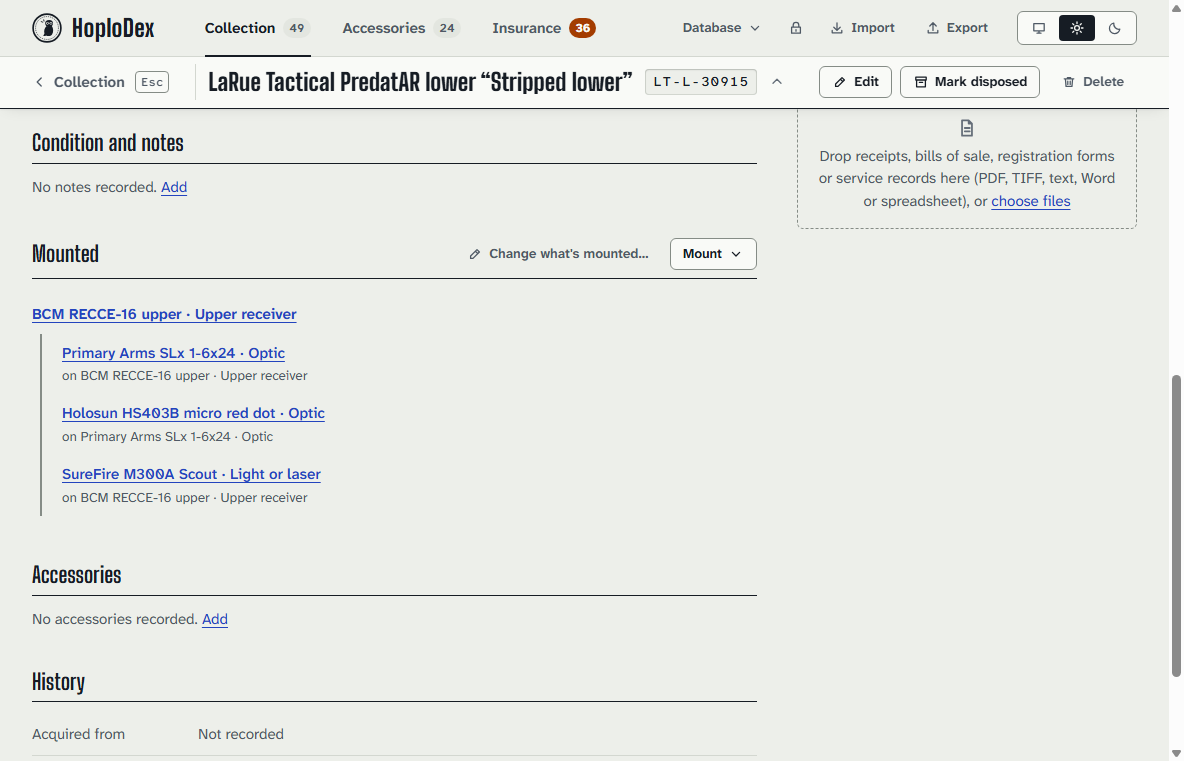 HoploDex
Collection 49
Accessories 24
Insurance 36
Database
Import
Export
Collection Esc
LaRue Tactical PredatAR lower “Stripped lower”
LT-L-30915
Edit
Mark disposed
Delete
Condition and notes
No notes recorded. Add
Mounted
Change what's mounted...
Mount
BCM RECCE-16 upper · Upper receiver
Primary Arms SLx 1-6x24 · Optic
on BCM RECCE-16 upper · Upper receiver
Holosun HS403B micro red dot · Optic
on Primary Arms SLx 1-6x24 · Optic
SureFire M300A Scout · Light or laser
on BCM RECCE-16 upper · Upper receiver
Accessories
No accessories recorded. Add
History
Acquired from Not recorded
Drop receipts, bills of sale, registration forms
or service records here (PDF, TIFF, text, Word
or spreadsheet), or choose files